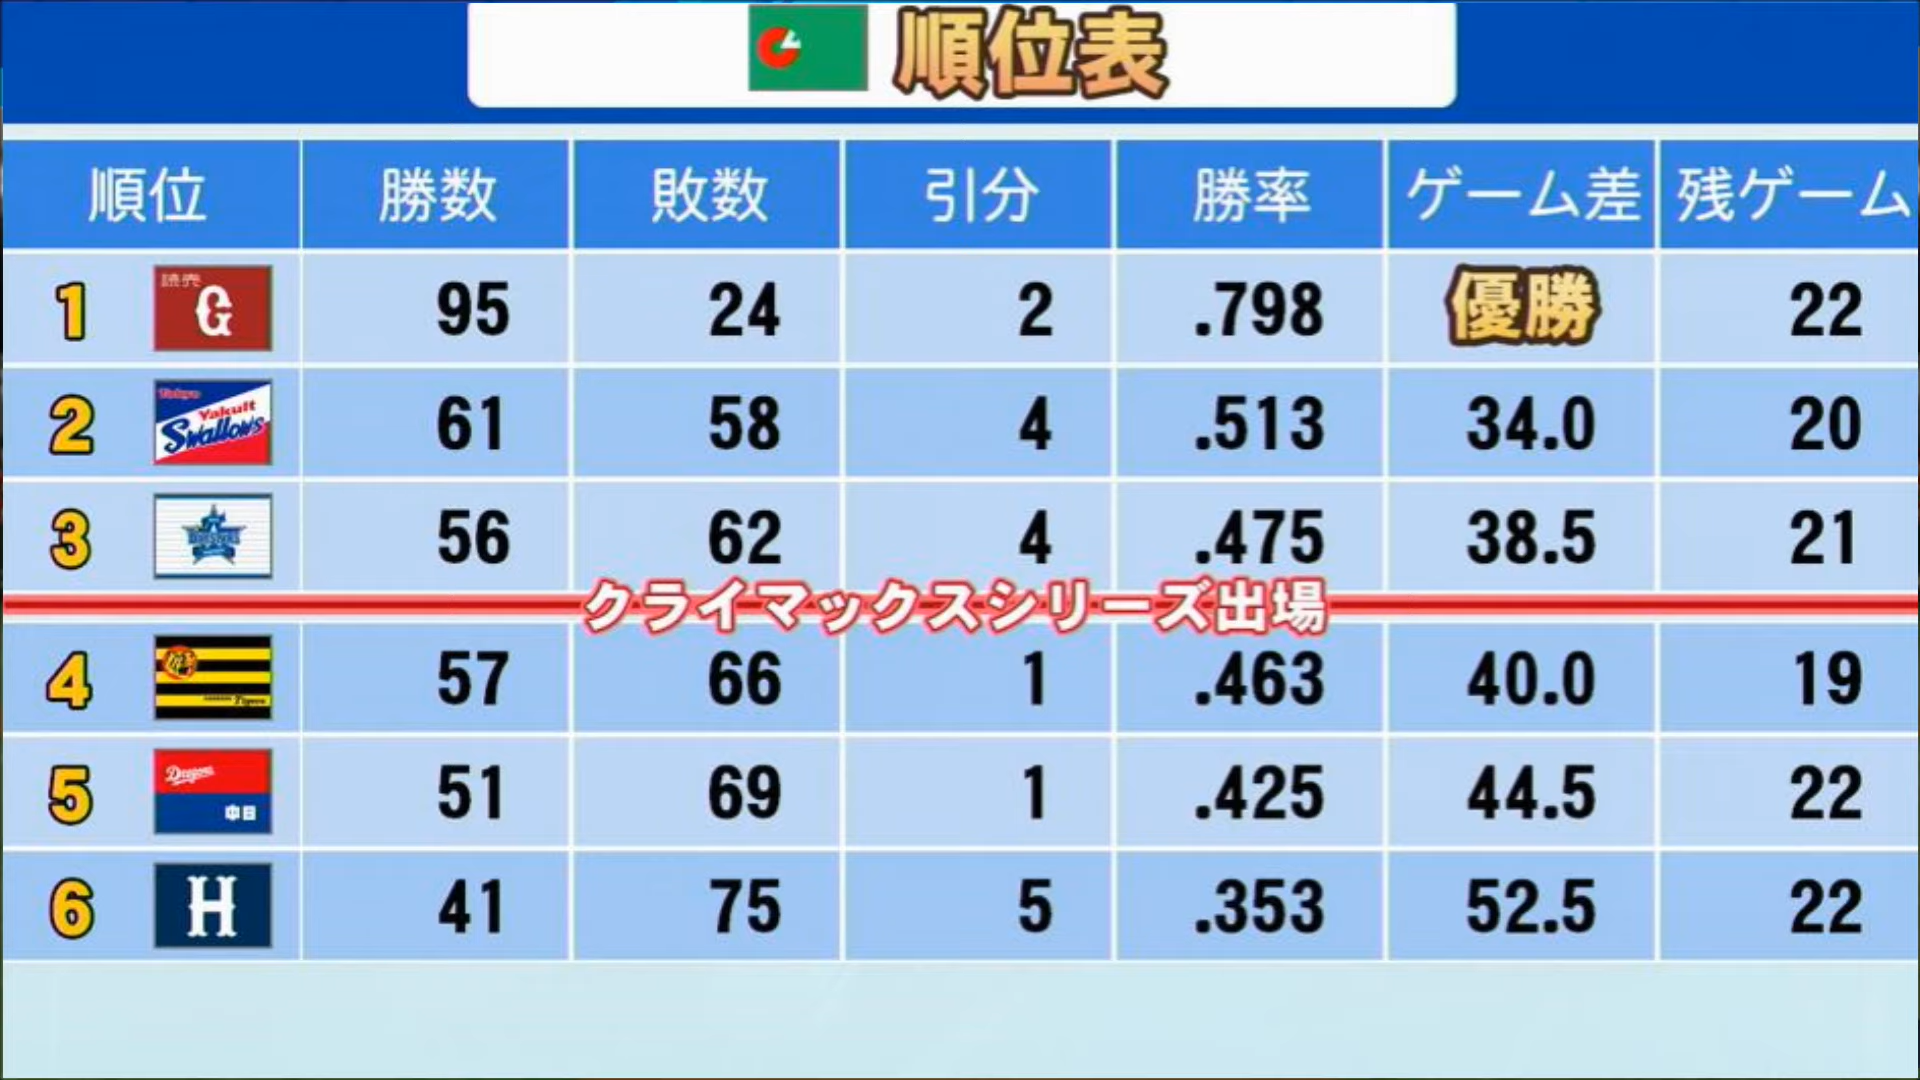 順位表
順位 勝数 敗数 引分 勝率 ゲーム差 残ゲーム
1 読売 G 95 24 2 .798 優勝 22
2 Tokyo Yakult Swallows 61 58 4 .513 34.0 20
3 56 62 4 .475 38.5 21
クライマックスシリーズ出場
4 Tigers 57 66 1 .463 40.0 19
5 Dragons 中日 51 69 1 .425 44.5 22
6 H 41 75 5 .353 52.5 22